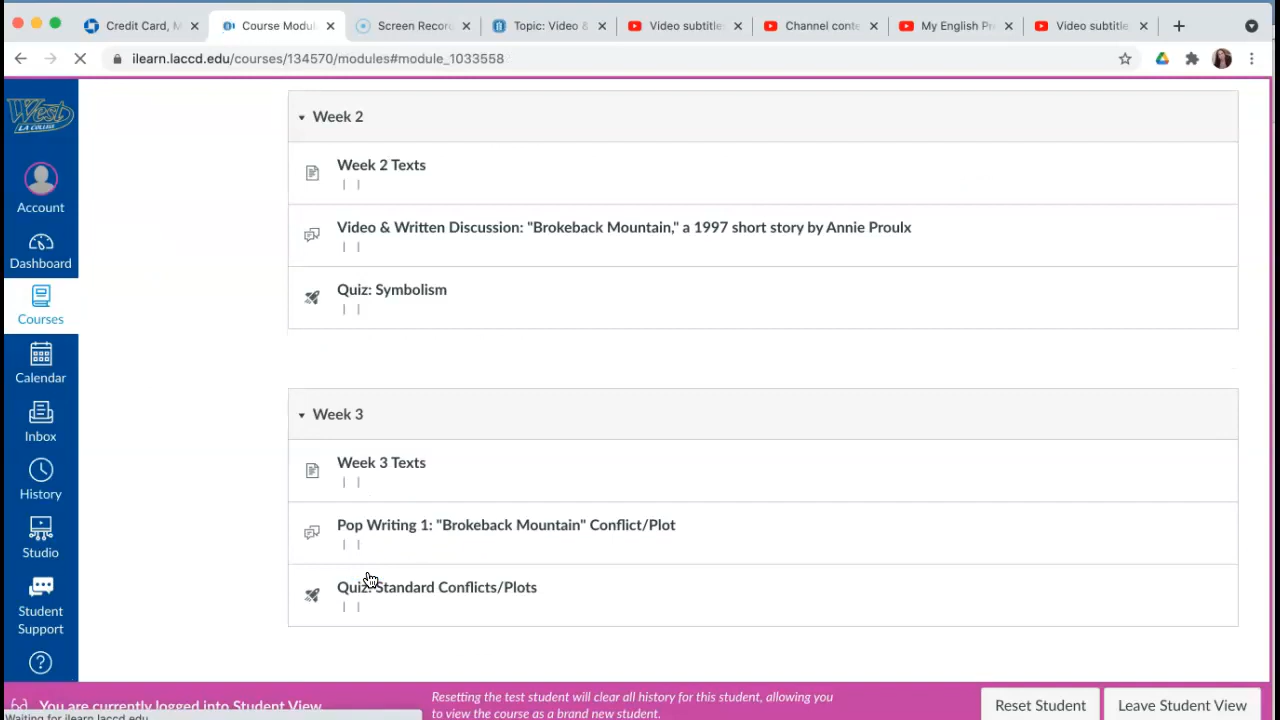 Credit Card, M
Course Modul
Screen Recor
Topic: Video &
Video subtitle
Channel conte
My English Pr
Video subtitle
ilearn.laccd.edu/courses/134570/modules#module_1033558
West
LA COLLEGE
Account
Dashboard
Courses
Calendar
Inbox
History
Studio
Student
Support
Week 2
Week 2 Texts
Video & Written Discussion: "Brokeback Mountain," a 1997 short story by Annie Proulx
Quiz: Symbolism
Week 3
Week 3 Texts
Pop Writing 1: "Brokeback Mountain" Conflict/Plot
Quiz: Standard Conflicts/Plots
You are currently logged into Student View
Resetting the test student will clear all history for this student, allowing you
to view the course as a brand new student.
Reset Student
Leave Student View
Waiting for ilearn.laccd.edu